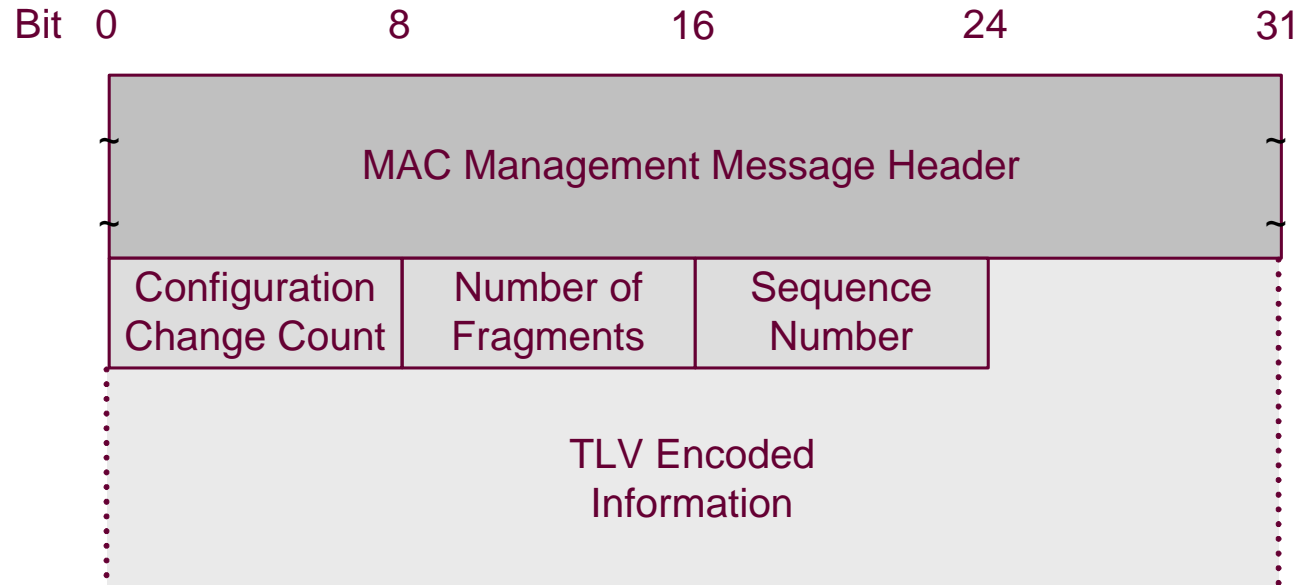 Bit 0 8 16 24 31
MAC Management Message Header
Configuration Change Count
Number of Fragments
Sequence Number
TLV Encoded
Information